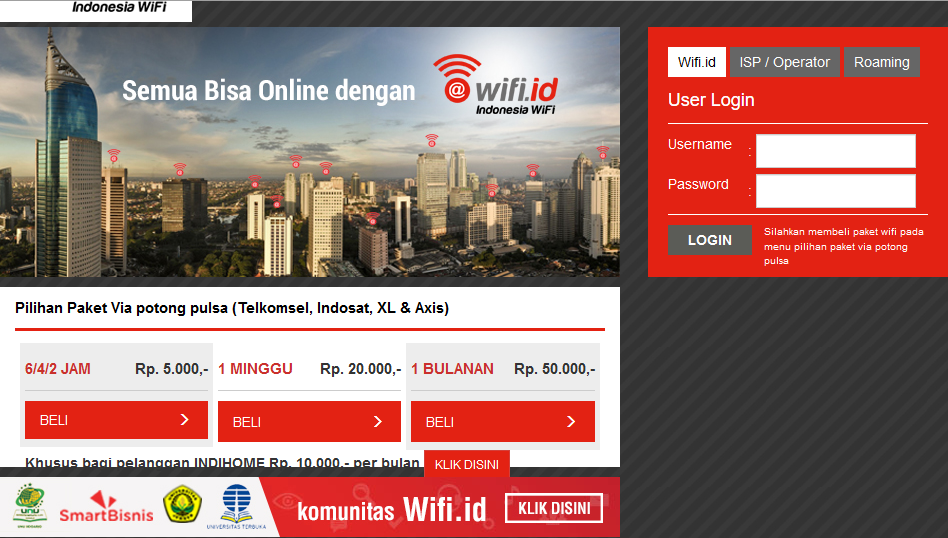 Indonesia WiFi
Semua Bisa Online dengan
@wifi.id
Indonesia WiFi
Wifi.id
ISP / Operator
Roaming
User Login
Username :
Password :
LOGIN
Silahkan membeli paket wifi pada
menu pilihan paket via potong
pulsa
Pilihan Paket Via potong pulsa (Telkomsel, Indosat, XL & Axis)
6/4/2 JAM Rp. 5.000,-
BELI
1 MINGGU Rp. 20.000,-
BELI
1 BULANAN Rp. 50.000,-
BELI
Khusus bagi pelanggan INDIHOME Rp. 10.000,- per bulan
KLIK DISINI
UNU
SmartBisnis
UNIVERSITAS TERBUKA
komunitas Wifi.id
KLIK DISINI